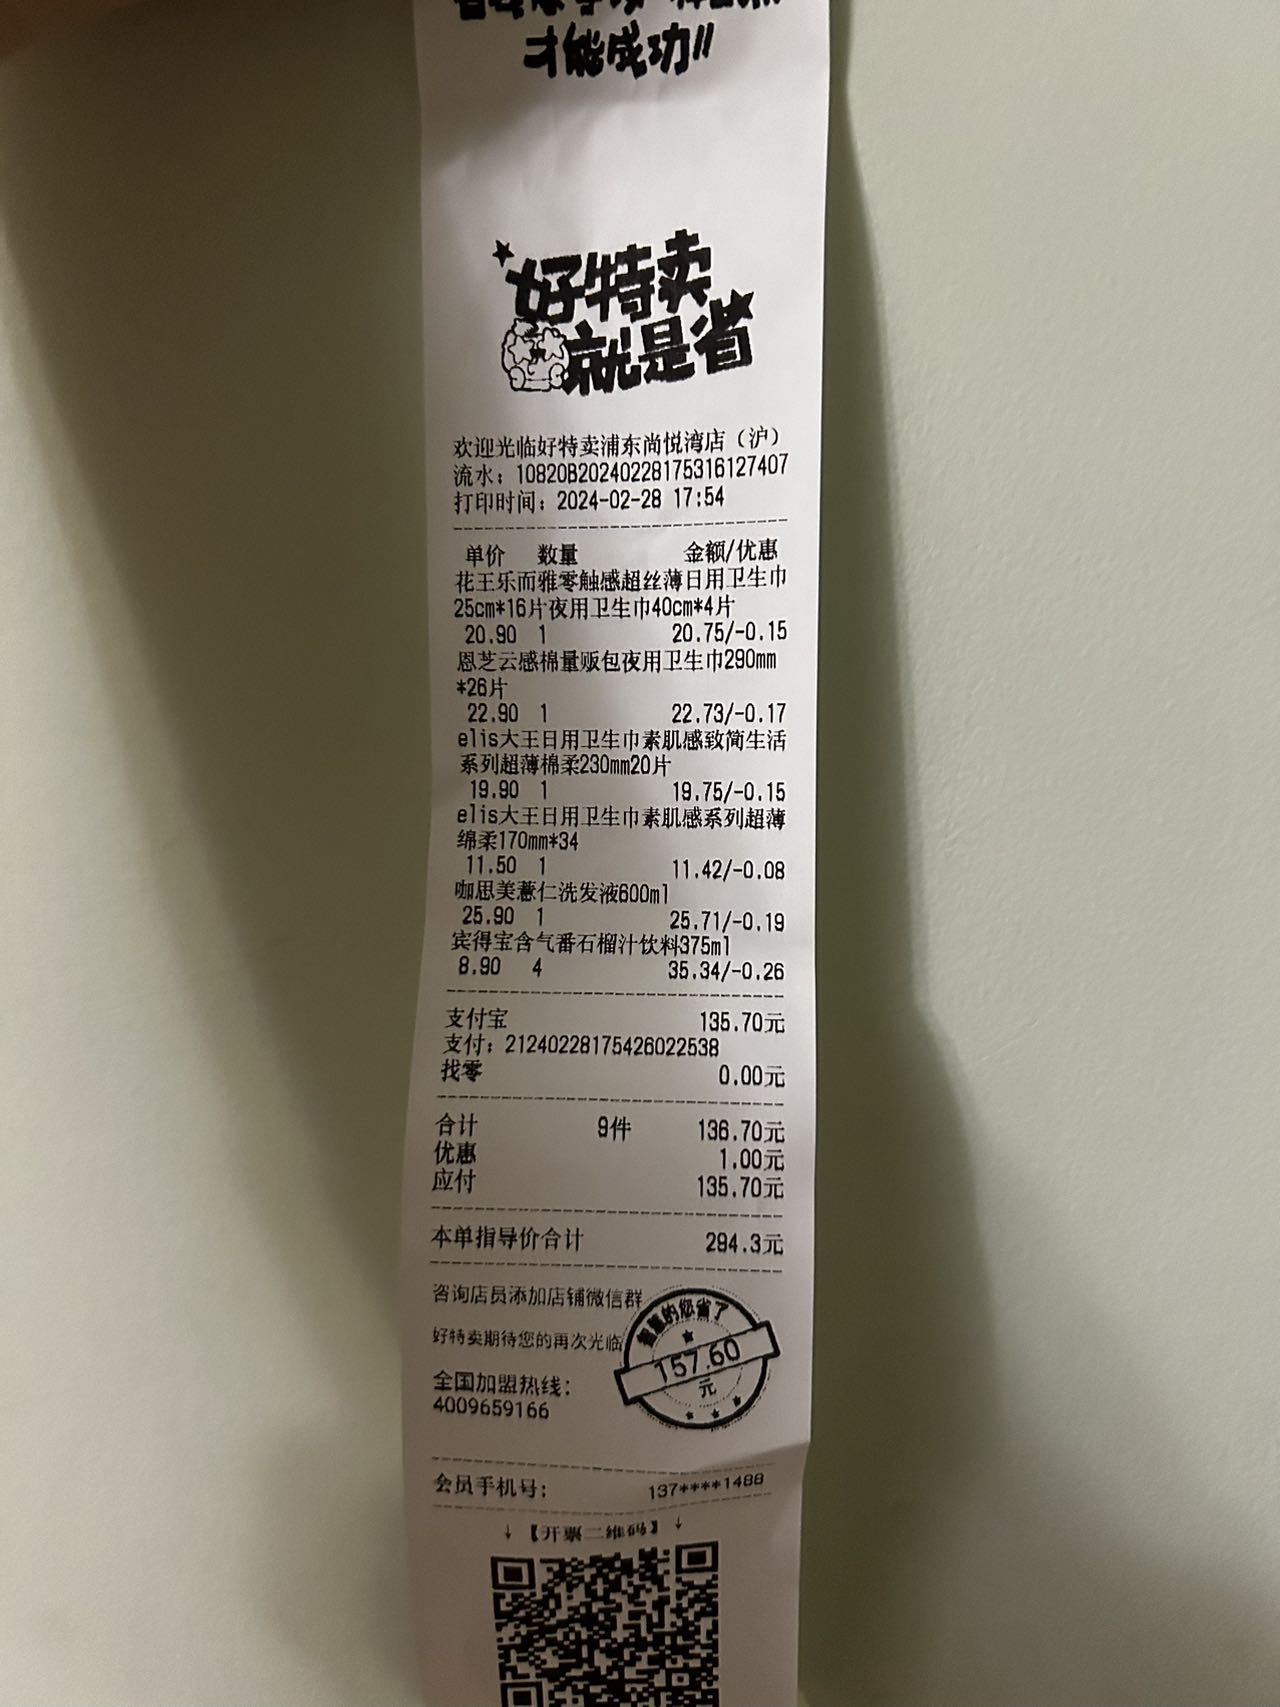 才能成功!!
好特卖
就是省
欢迎光临好特卖浦东尚悦湾店（沪）
流水：10820B20240228175316127407
打印时间：2024-02-28 17:54
单价 数量 金额/优惠
花王乐而雅零触感超丝薄日用卫生巾
25cm*16片夜用卫生巾40cm*4片
20.90 1 20.75/-0.15
恩芝云感棉量贩包夜用卫生巾290mm
*26片
22.90 1 22.73/-0.17
elis大王日用卫生巾素肌感致简生活
系列超薄棉柔230mm20片
19.90 1 19.75/-0.15
elis大王日用卫生巾素肌感系列超薄
绵柔170mm*34
11.50 1 11.42/-0.08
咖思美薏仁洗发液600ml
25.90 1 25.71/-0.19
宾得宝含气番石榴汁饮料375ml
8.90 4 35.34/-0.26
支付宝 135.70元
支付：21240228175426022538
找零 0.00元
合计 9件 136.70元
优惠 1.00元
应付 135.70元
本单指导价合计 294.3元
咨询店员添加店铺微信群
好特卖期待您的再次光临
的您省了
157.60
元
全国加盟热线：
4009659166
会员手机号： 137****1488
↓【开票二维码】↓